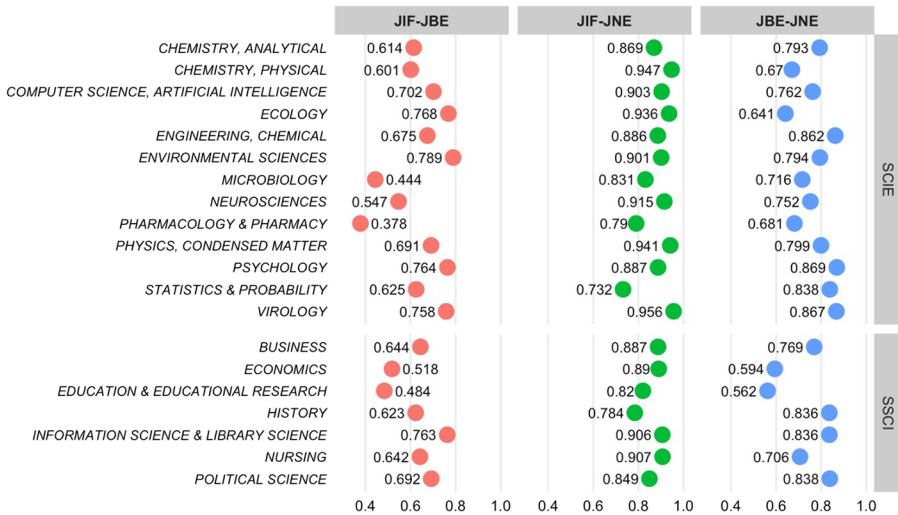 JIF-JBE JIF-JNE JBE-JNE
CHEMISTRY, ANALYTICAL 0.614 0.869 0.793
CHEMISTRY, PHYSICAL 0.601 0.947 0.67
COMPUTER SCIENCE, ARTIFICIAL INTELLIGENCE 0.702 0.903 0.762
ECOLOGY 0.768 0.936 0.641
ENGINEERING, CHEMICAL 0.675 0.886 0.862
ENVIRONMENTAL SCIENCES 0.789 0.901 0.794
MICROBIOLOGY 0.444 0.831 0.716
NEUROSCIENCES 0.547 0.915 0.752
PHARMACOLOGY & PHARMACY 0.378 0.79 0.681
PHYSICS, CONDENSED MATTER 0.691 0.941 0.799
PSYCHOLOGY 0.764 0.887 0.869
STATISTICS & PROBABILITY 0.625 0.732 0.838
VIROLOGY 0.758 0.956 0.867
SCIE
BUSINESS 0.644 0.887 0.769
ECONOMICS 0.518 0.89 0.594
EDUCATION & EDUCATIONAL RESEARCH 0.484 0.82 0.562
HISTORY 0.623 0.784 0.836
INFORMATION SCIENCE & LIBRARY SCIENCE 0.763 0.906 0.836
NURSING 0.642 0.907 0.706
POLITICAL SCIENCE 0.692 0.849 0.838
SSCI
0.4 0.6 0.8 1.0 0.4 0.6 0.8 1.0 0.4 0.6 0.8 1.0